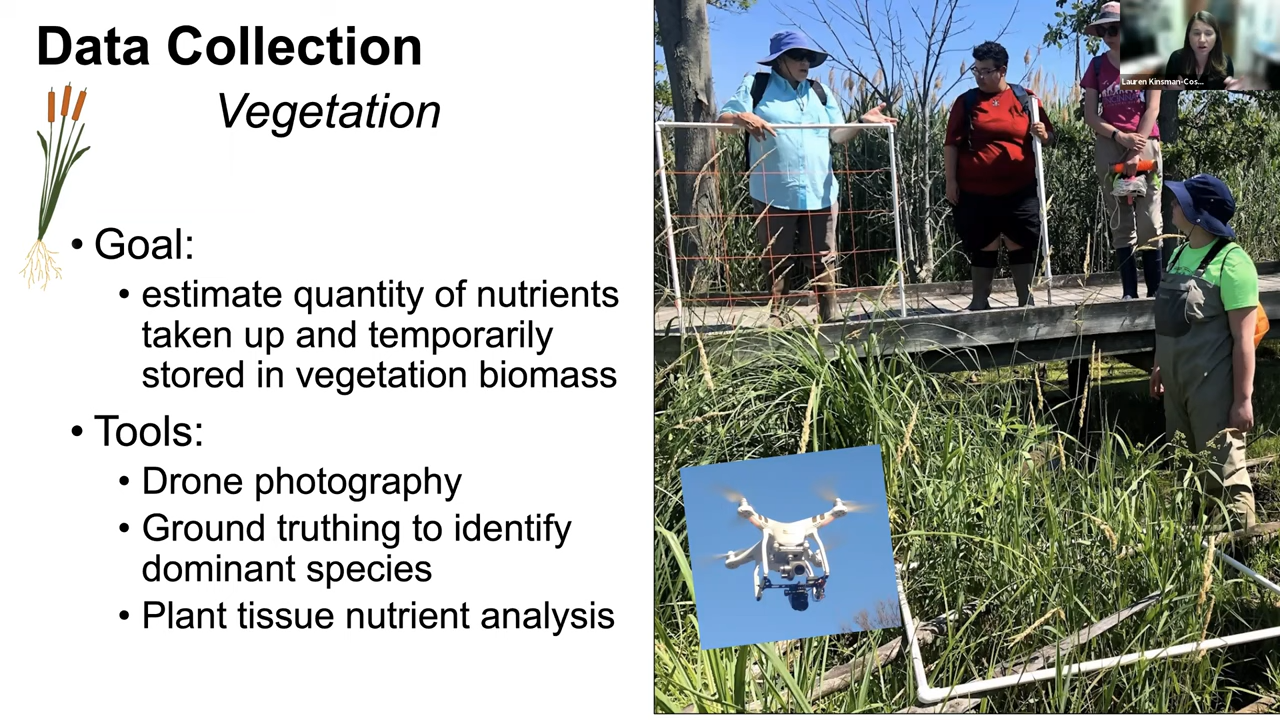 Data Collection
Vegetation
Lauren Kinsman-Cos...
• Goal:
• estimate quantity of nutrients
taken up and temporarily
stored in vegetation biomass
• Tools:
• Drone photography
• Ground truthing to identify
dominant species
• Plant tissue nutrient analysis